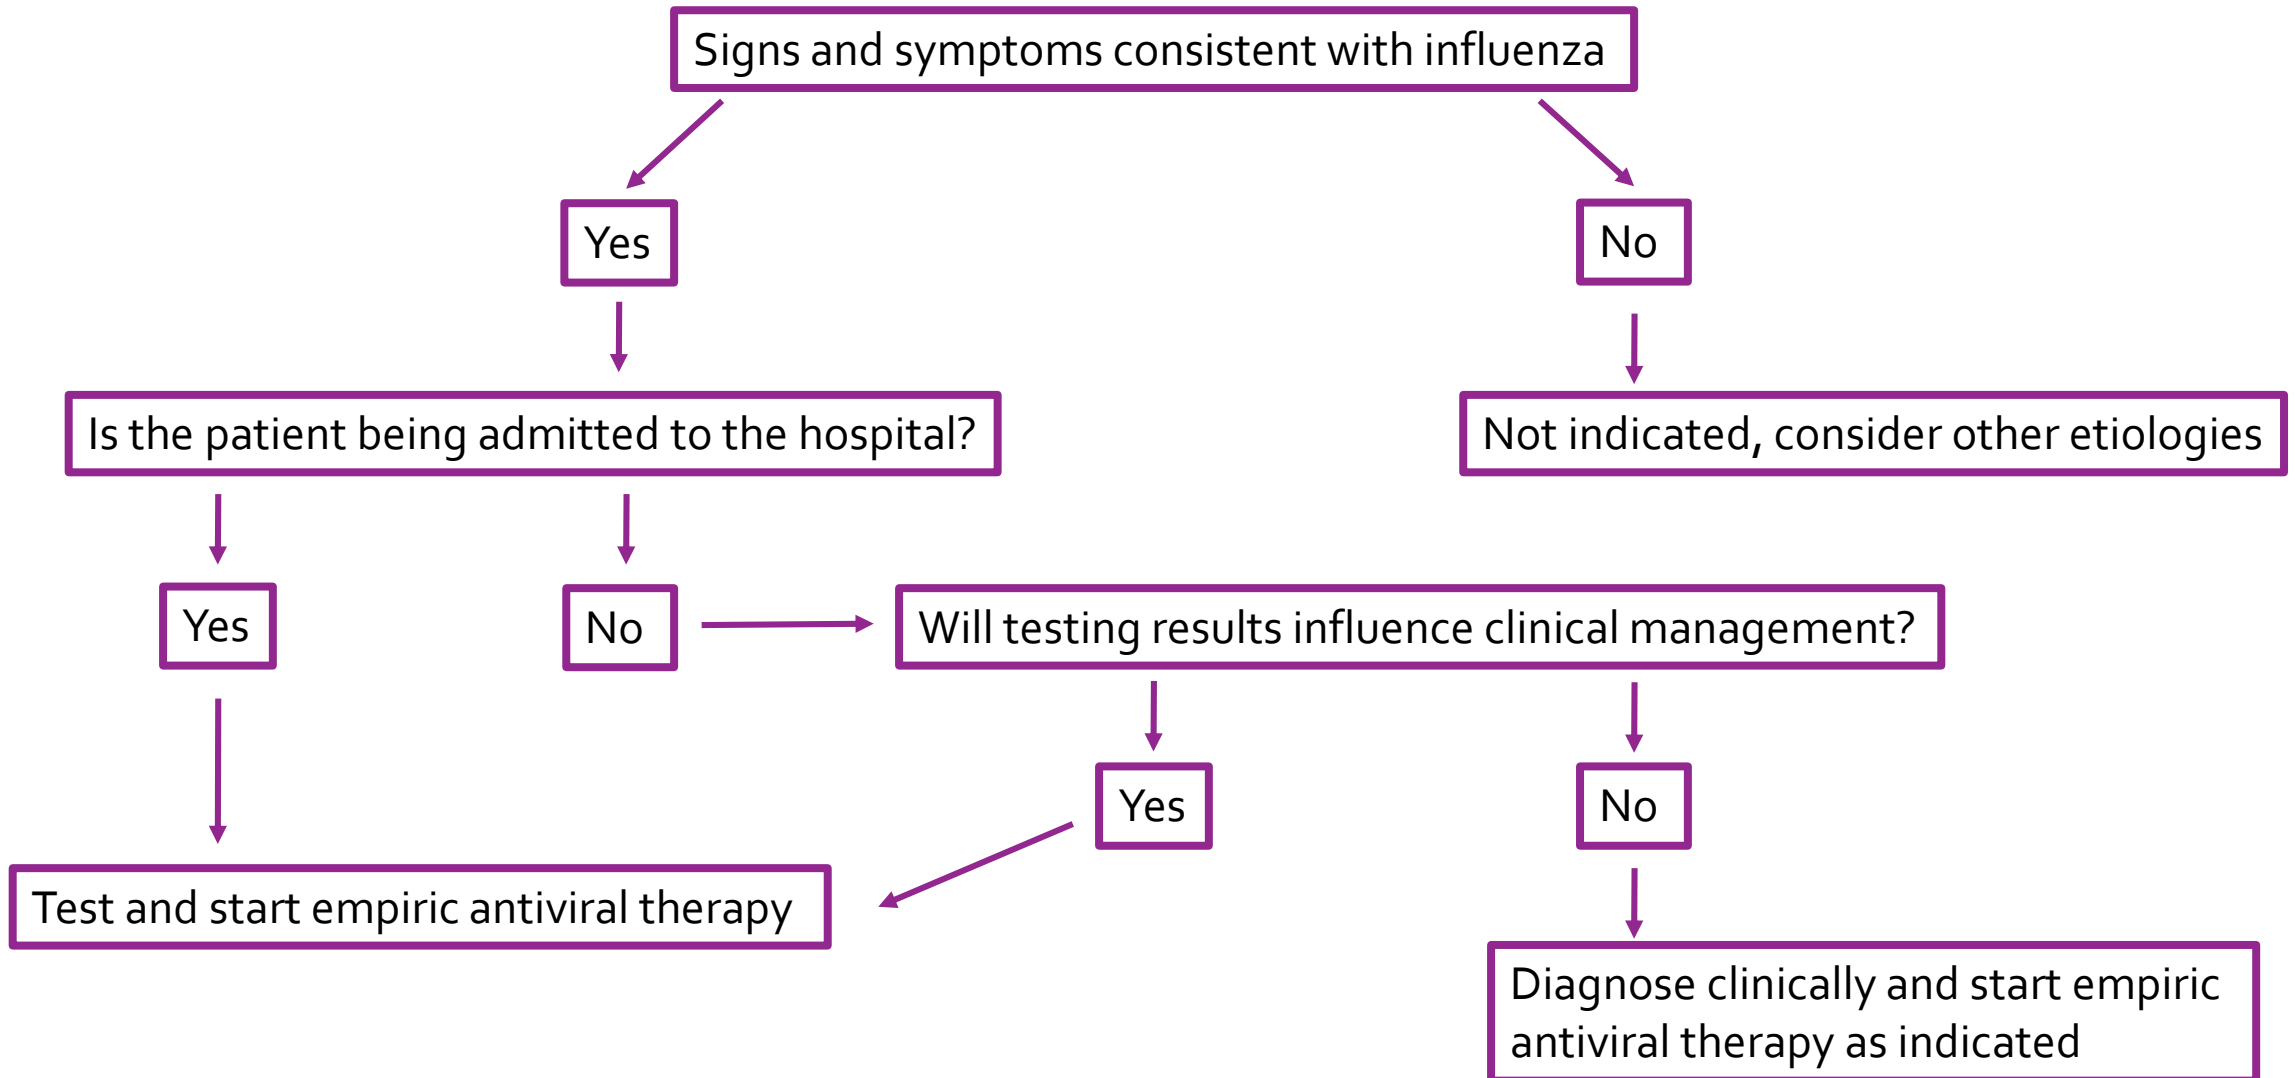 Signs and symptoms consistent with influenza
Yes
No
Is the patient being admitted to the hospital?
Not indicated, consider other etiologies
Yes
No
Will testing results influence clinical management?
Yes
No
Test and start empiric antiviral therapy
Diagnose clinically and start empiric
antiviral therapy as indicated